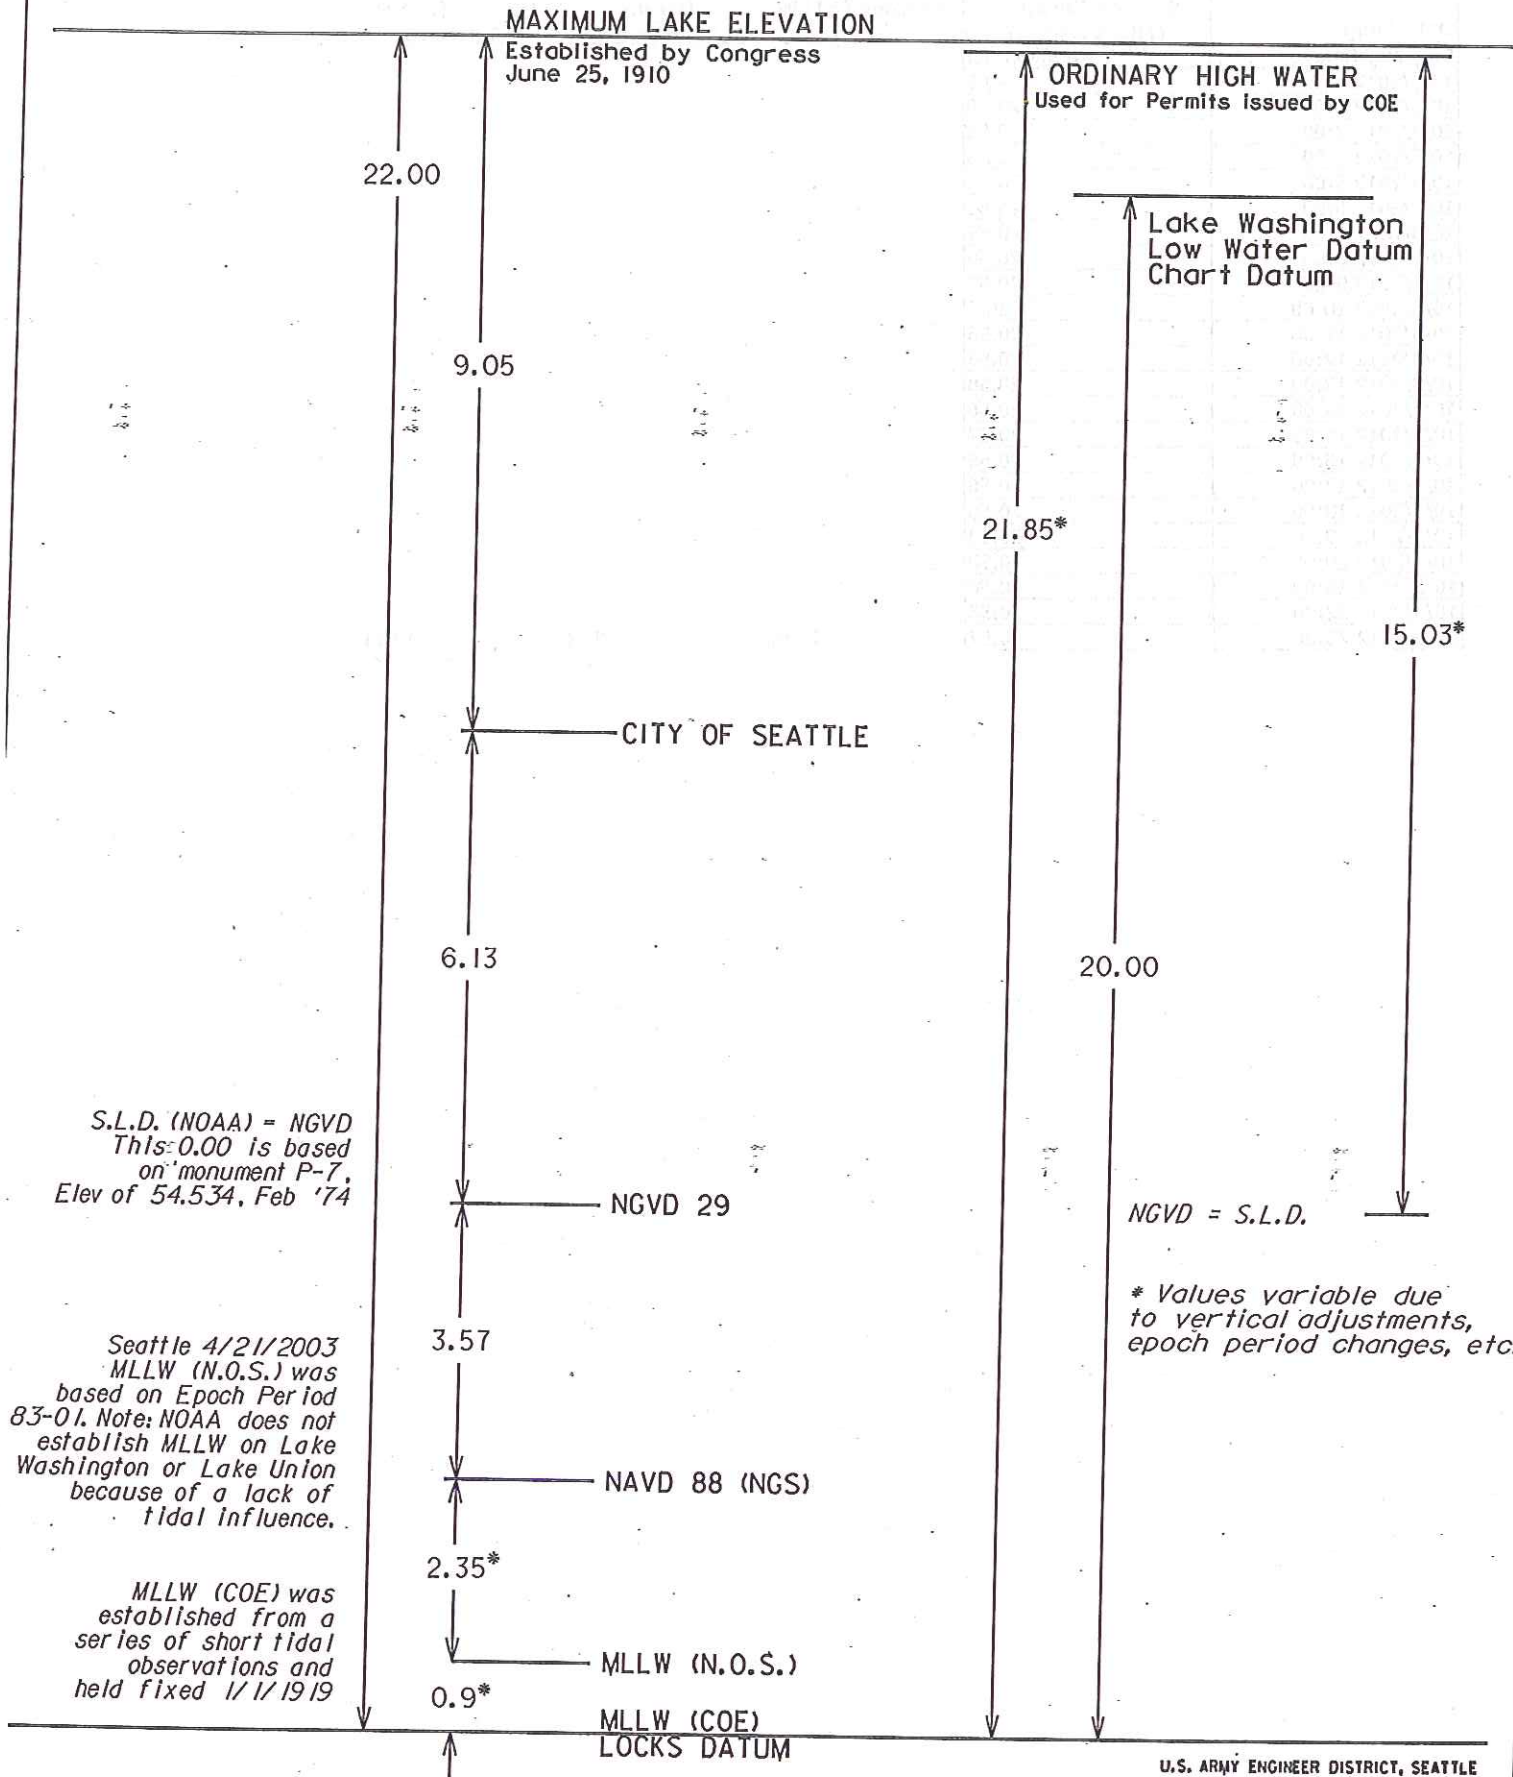 MAXIMUM LAKE ELEVATION
Established by Congress
June 25, 1910
ORDINARY HIGH WATER
Used for Permits issued by COE
22.00
Lake Washington
Low Water Datum
Chart Datum
9.05
21.85*
15.03*
CITY OF SEATTLE
6.13
20.00
S.L.D. (NOAA) = NGVD
This 0.00 is based
on monument P-7,
Elev of 54.534, Feb '74
NGVD 29
NGVD = S.L.D.
* Values variable due
to vertical adjustments,
epoch period changes, etc.
3.57
Seattle 4/21/2003
MLLW (N.O.S.) was
based on Epoch Period
83-01. Note: NOAA does not
establish MLLW on Lake
Washington or Lake Union
because of a lack of
tidal influence.
NAVD 88 (NGS)
2.35*
MLLW (COE) was
established from a
series of short tidal
observations and
held fixed 1/1/1919
MLLW (N.O.S.)
0.9*
MLLW (COE)
LOCKS DATUM
U.S. ARMY ENGINEER DISTRICT, SEATTLE